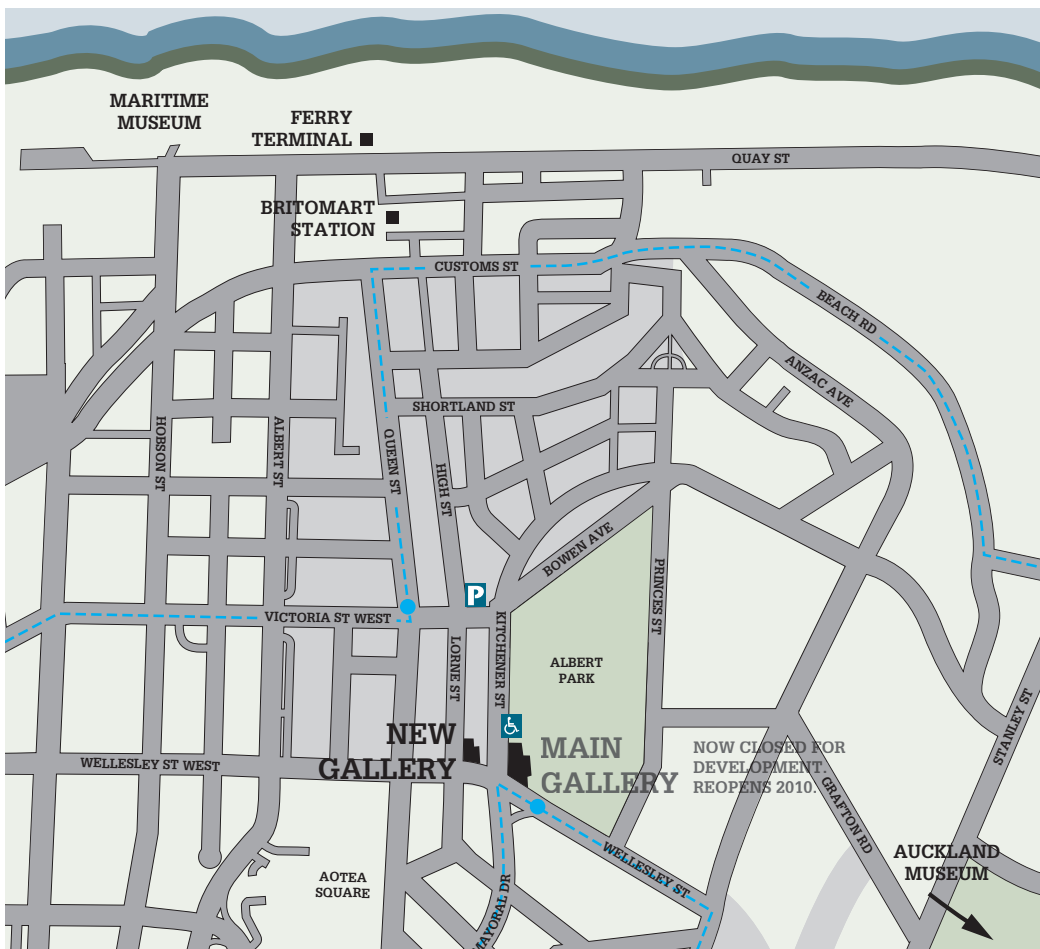 MARITIME
MUSEUM
FERRY
TERMINAL
QUAY ST
BRITOMART
STATION
CUSTOMS ST
BEACH RD
ANZAC AVE
SHORTLAND ST
HOBSON ST
ALBERT ST
QUEEN ST
HIGH ST
BOWEN AVE
PRINCES ST
P
VICTORIA ST WEST
LORNE ST
KITCHENER ST
ALBERT
PARK
STANLEY ST
NEW
GALLERY
MAIN
GALLERY
NOW CLOSED FOR
DEVELOPMENT.
REOPENS 2010.
WELLESLEY ST WEST
GRAFTON RD
WELLESLEY ST
AUCKLAND
MUSEUM
AOTEA
SQUARE
MAYORAL DR